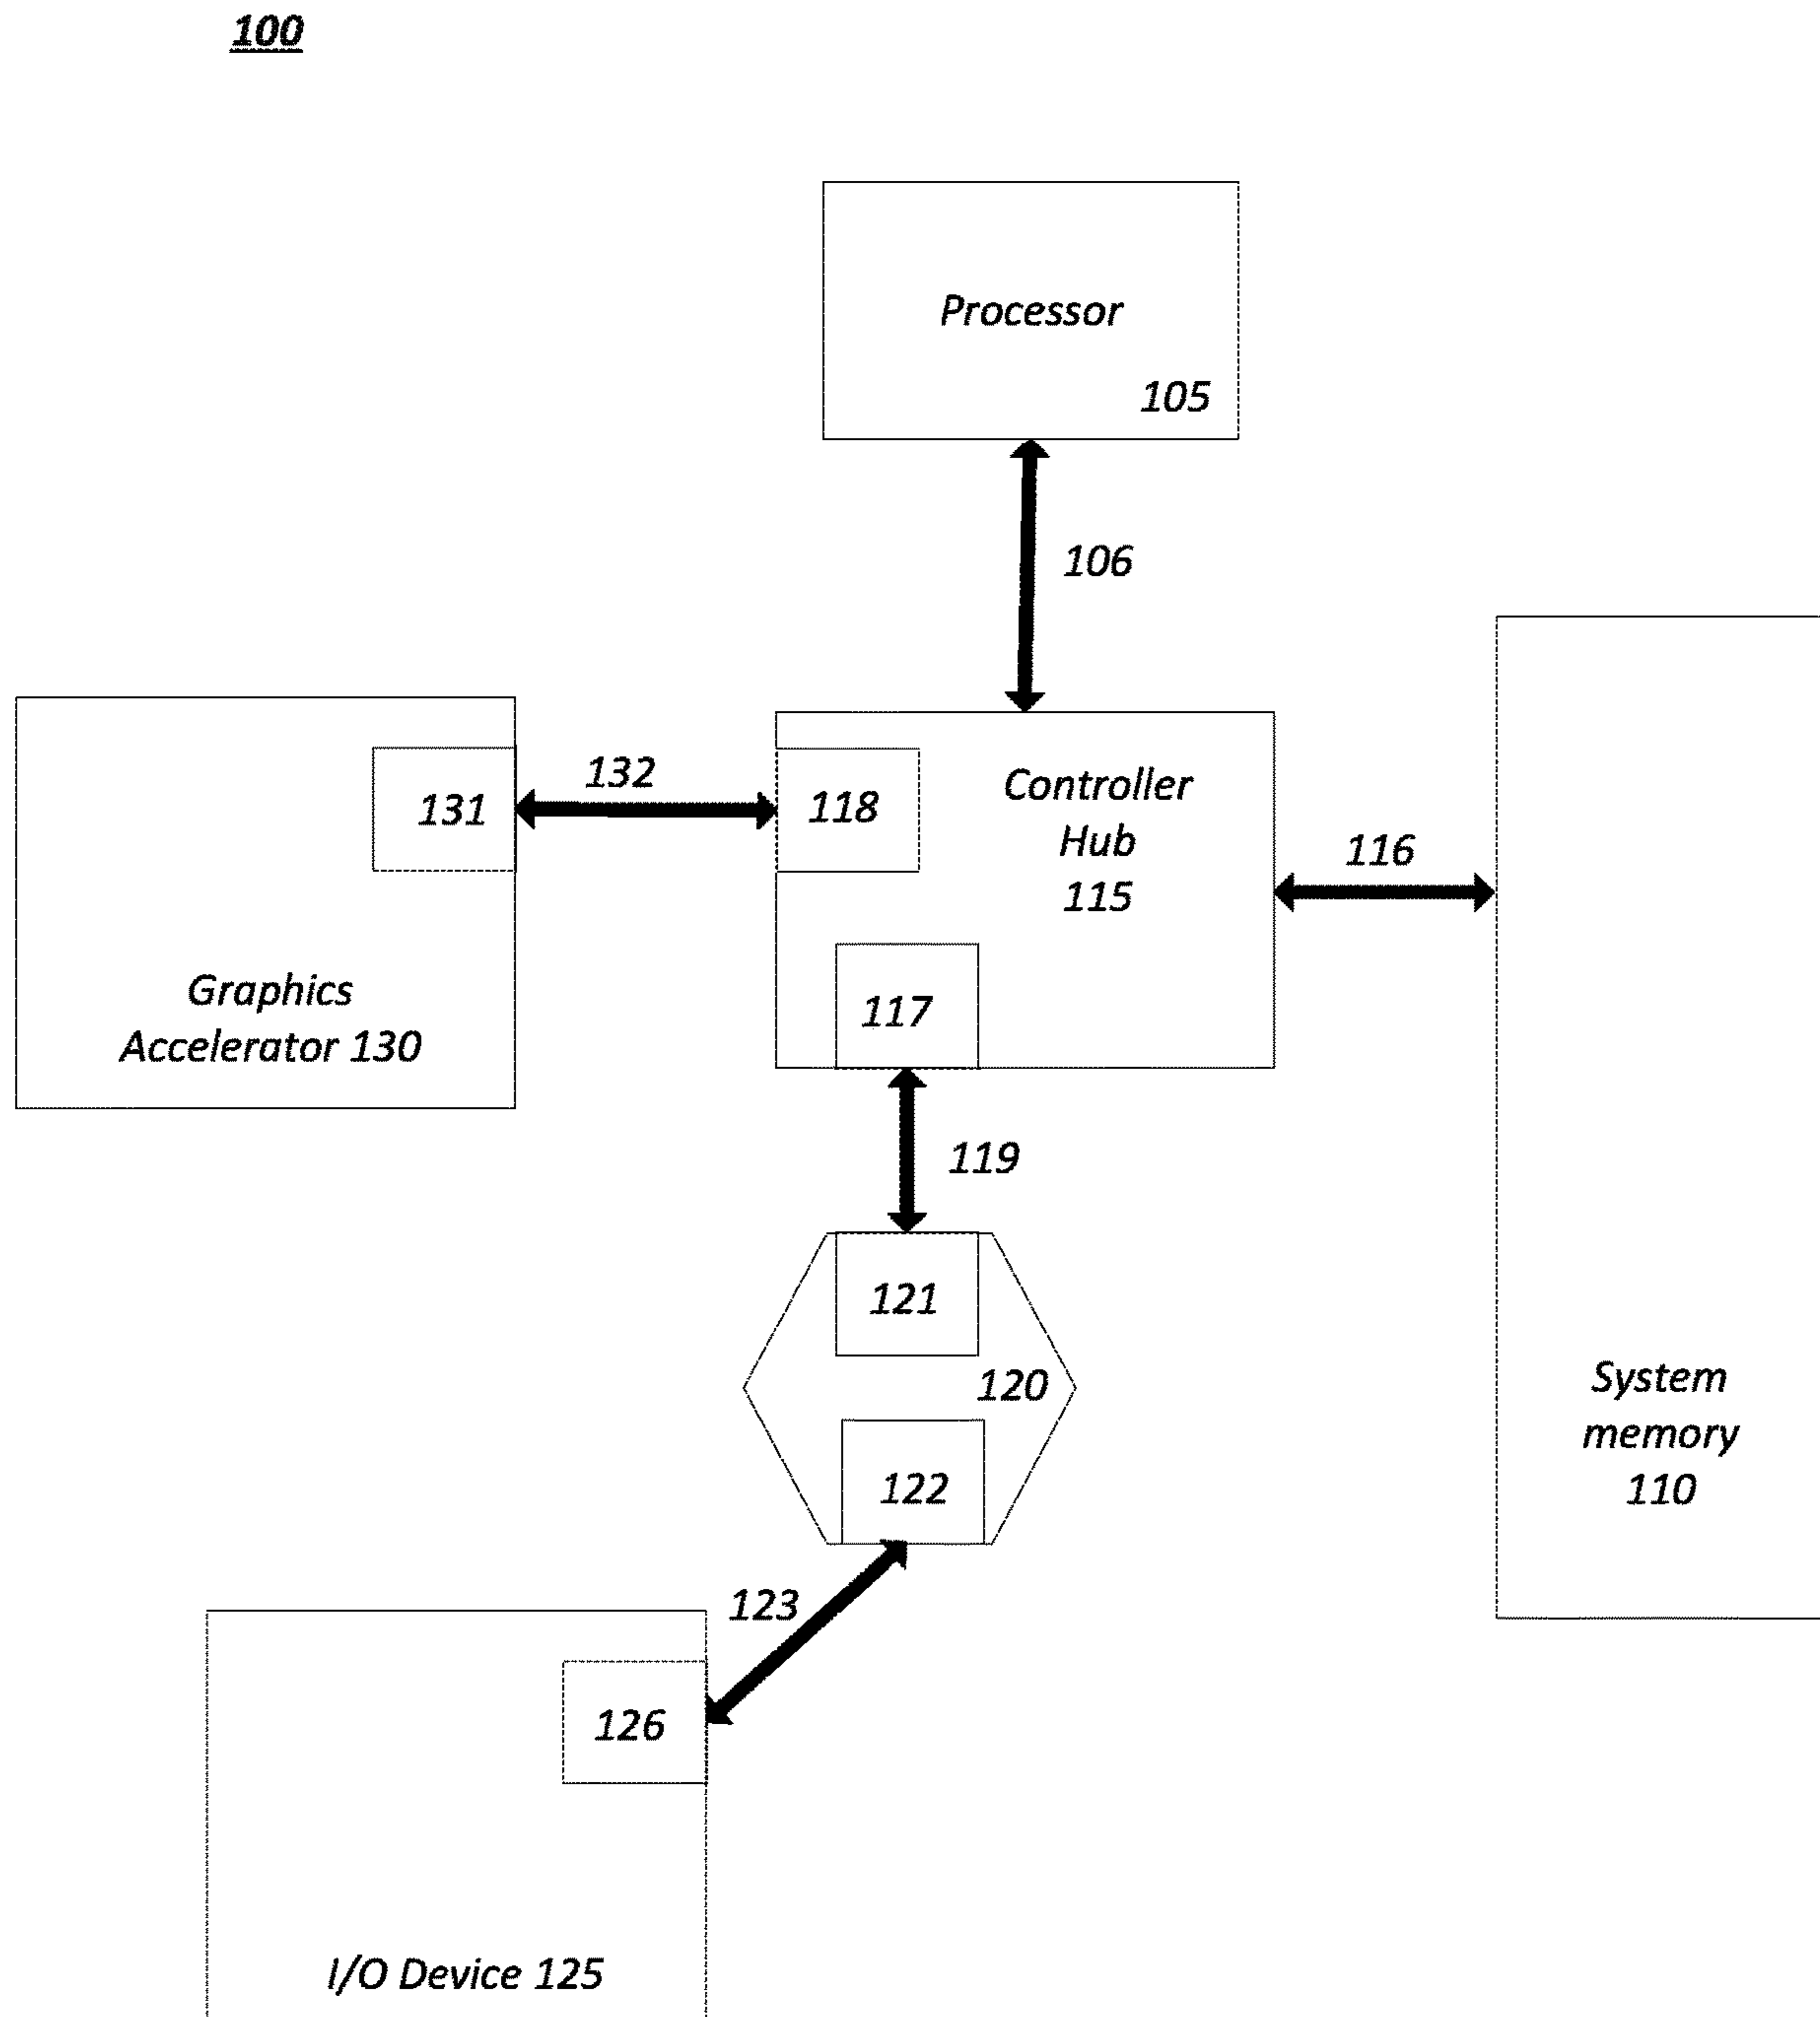 100
Processor
105
106
132
131
118
Controller
Hub
115
116
Graphics
Accelerator 130
117
119
121
120
122
System
memory
110
123
126
I/O Device 125